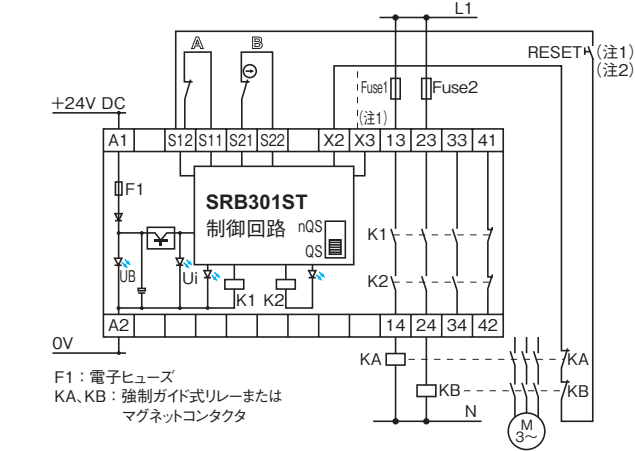 L1
A
B
RESET
(注1)
(注2)
Fuse1
Fuse2
+24V DC
(注1)
A1
S12
S11
S21
S22
X2
X3
13
23
33
41
F1
SRB301ST
制御回路
nQS
QS
K1
UB
Ui
K1
K2
K2
A2
14
24
34
42
0V
KA
KA
F1：電子ヒューズ
KA、KB：強制ガイド式リレーまたは
マグネットコンタクタ
KB
KB
N
M
3～